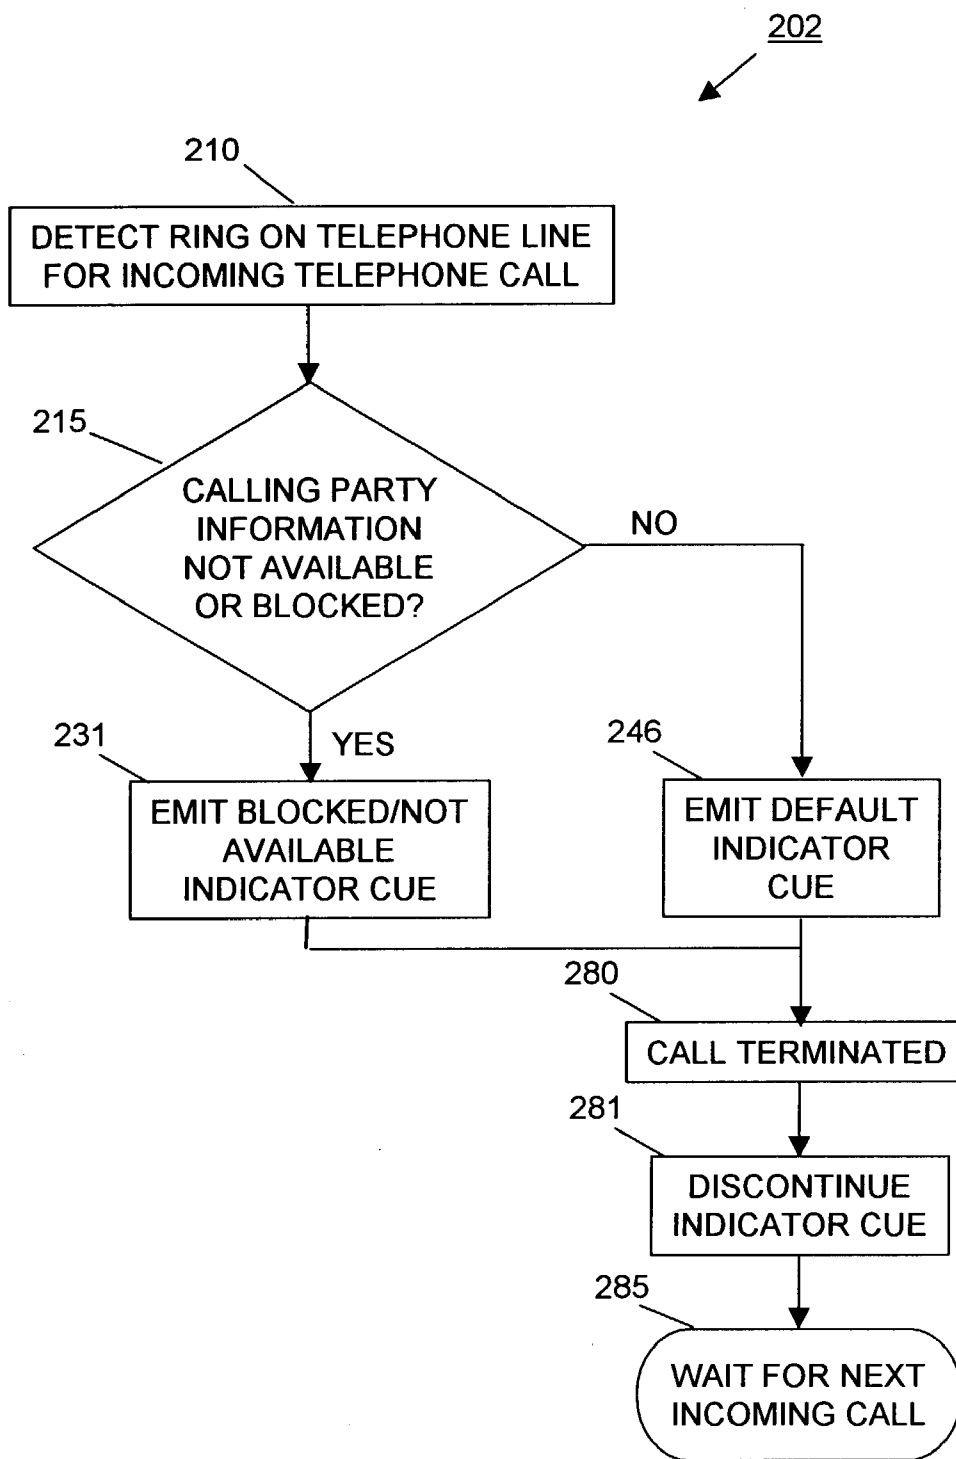 202
210
DETECT RING ON TELEPHONE LINE
FOR INCOMING TELEPHONE CALL
215
CALLING PARTY
INFORMATION
NOT AVAILABLE
OR BLOCKED?
NO
YES
231
EMIT BLOCKED/NOT
AVAILABLE
INDICATOR CUE
246
EMIT DEFAULT
INDICATOR
CUE
280
CALL TERMINATED
281
DISCONTINUE
INDICATOR CUE
285
WAIT FOR NEXT
INCOMING CALL